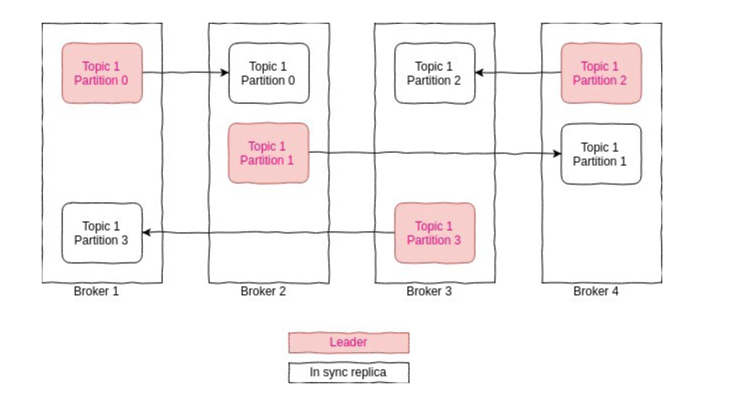 Topic 1
Partition 0
Topic 1
Partition 0
Topic 1
Partition 2
Topic 1
Partition 2
Topic 1
Partition 1
Topic 1
Partition 1
Topic 1
Partition 3
Topic 1
Partition 3
Broker 1
Broker 2
Broker 3
Broker 4
Leader
In sync replica